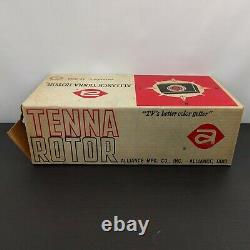 ALLIANCE TENNA ROTOR
"TV's better color getter"
TENNA
ROTOR
ALLIANCE MFG. CO., INC. - ALLIANCE, OHIO